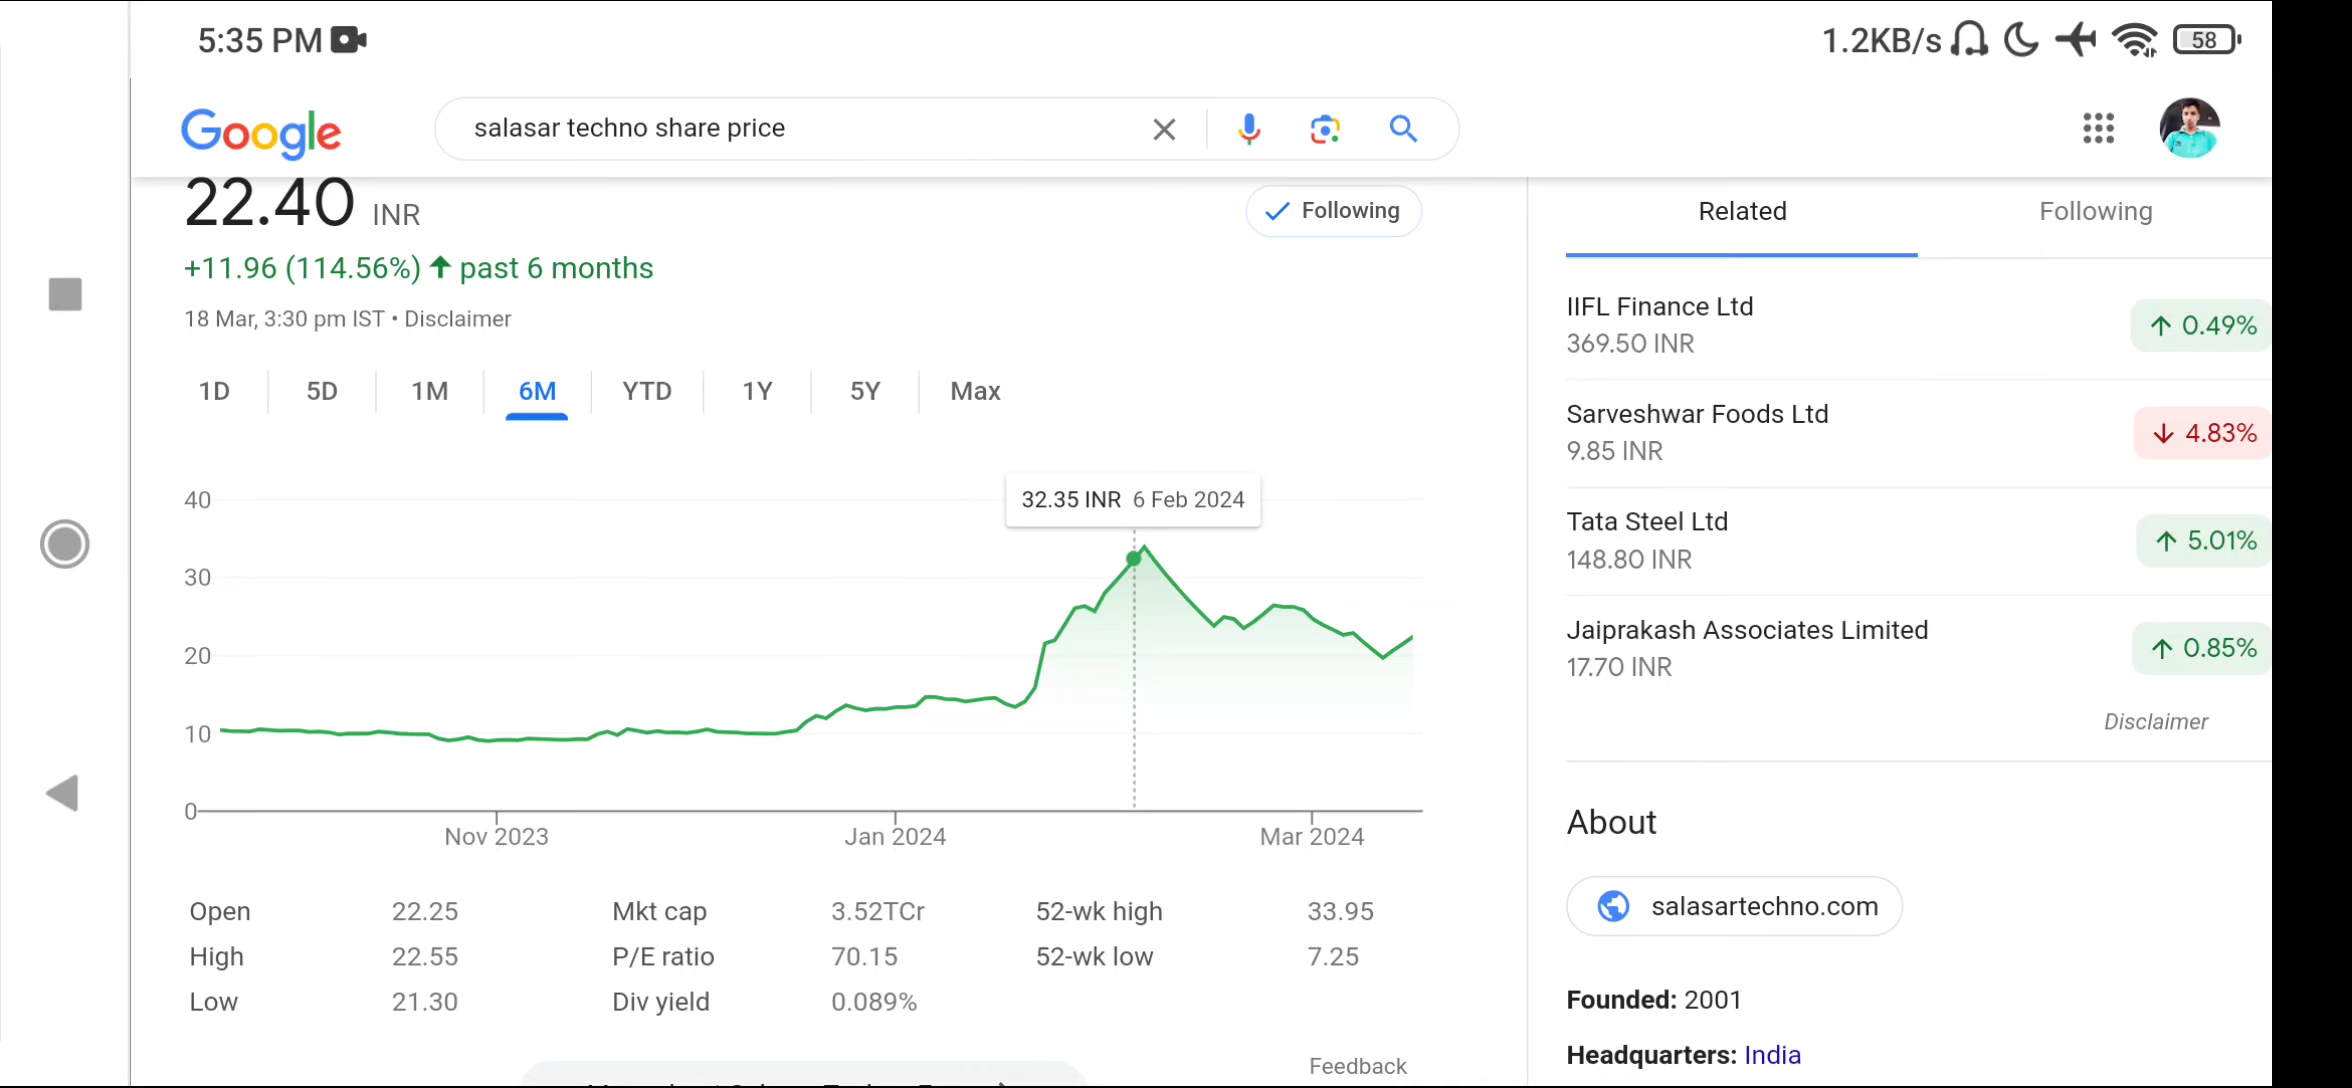 5:35 PM
1.2KB/s
58
Google
salasar techno share price
22.40 INR
Following
+11.96 (114.56%) past 6 months
18 Mar, 3:30 pm IST • Disclaimer
1D 5D 1M 6M YTD 1Y 5Y Max
32.35 INR 6 Feb 2024
40
30
20
10
0
Nov 2023 Jan 2024 Mar 2024
Open 22.25 Mkt cap 3.52TCr 52-wk high 33.95
High 22.55 P/E ratio 70.15 52-wk low 7.25
Low 21.30 Div yield 0.089%
Feedback
Related Following
IIFL Finance Ltd
369.50 INR
0.49%
Sarveshwar Foods Ltd
9.85 INR
4.83%
Tata Steel Ltd
148.80 INR
5.01%
Jaiprakash Associates Limited
17.70 INR
0.85%
Disclaimer
About
salasartechno.com
Founded: 2001
Headquarters: India